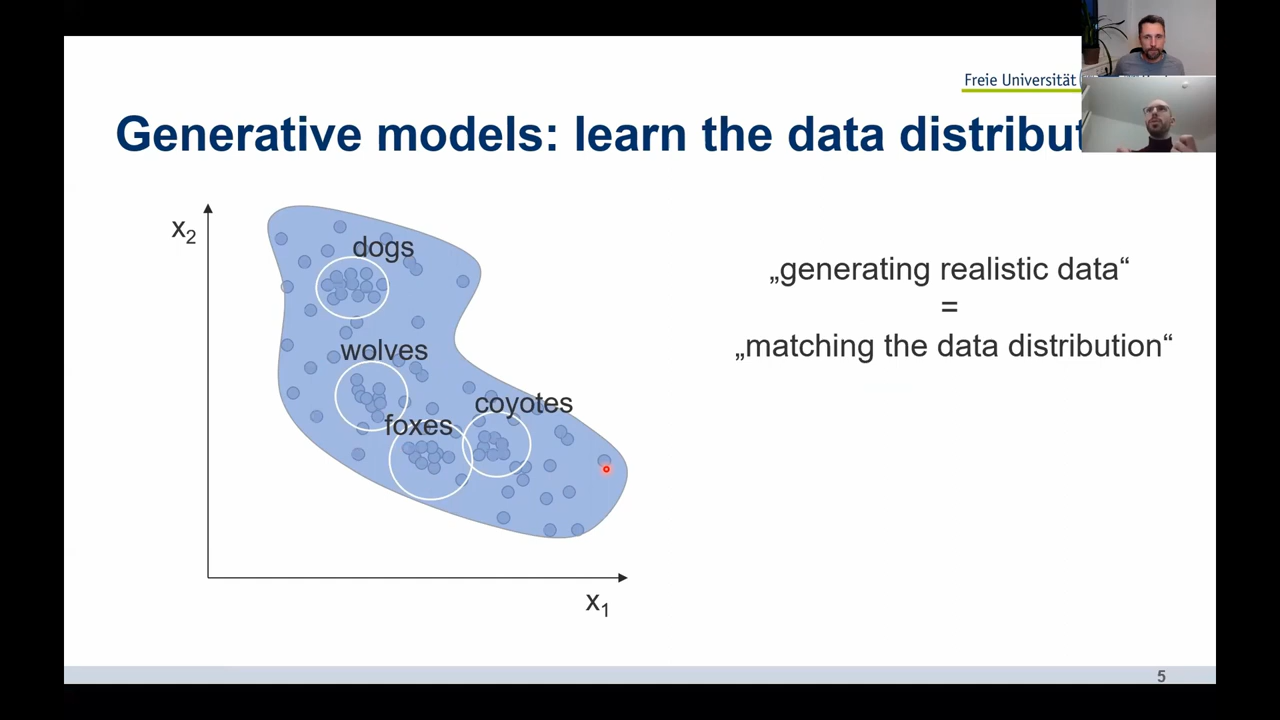 Freie Universität
Generative models: learn the data distribut
x2
dogs
wolves
coyotes
foxes
x1
„generating realistic data“
=
„matching the data distribution“
5